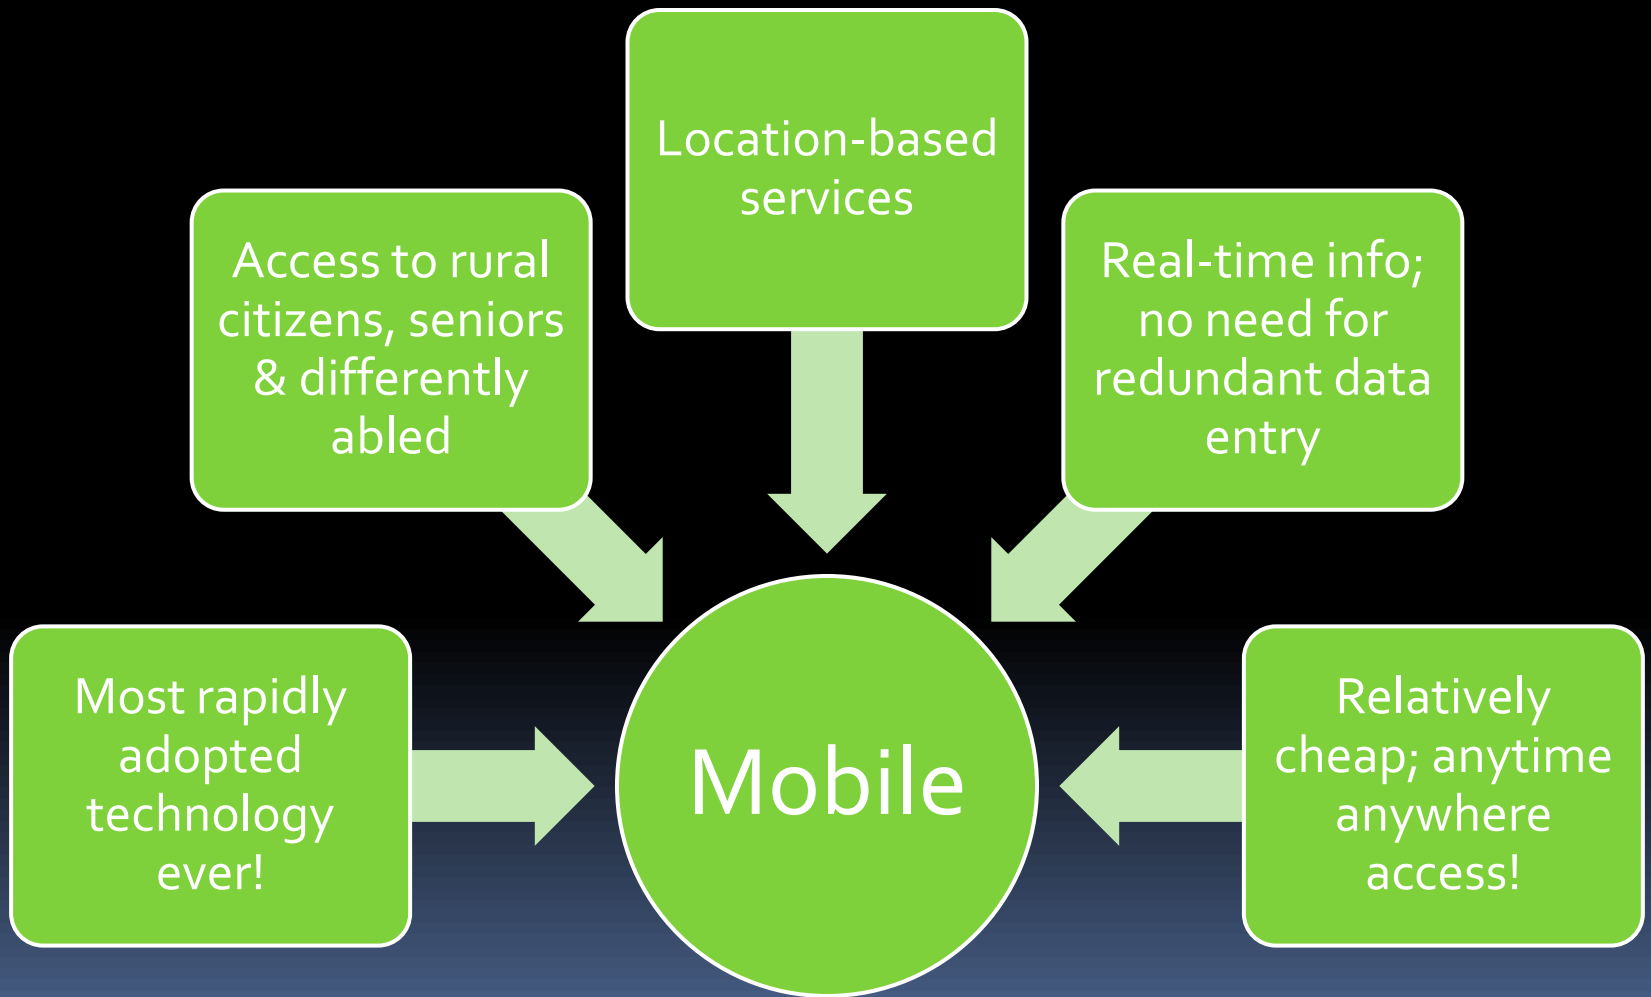 Location-based
services
Access to rural
citizens, seniors
& differently
abled
Real-time info;
no need for
redundant data
entry
Most rapidly
adopted
technology
ever!
Mobile
Relatively
cheap; anytime
anywhere
access!